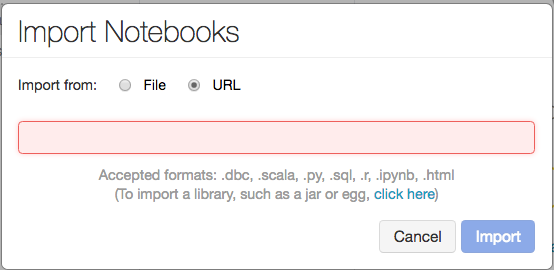 Import Notebooks
Import from: File URL
Accepted formats: .dbc, .scala, .py, .sql, .r, .ipynb, .html
(To import a library, such as a jar or egg, click here)
Cancel Import